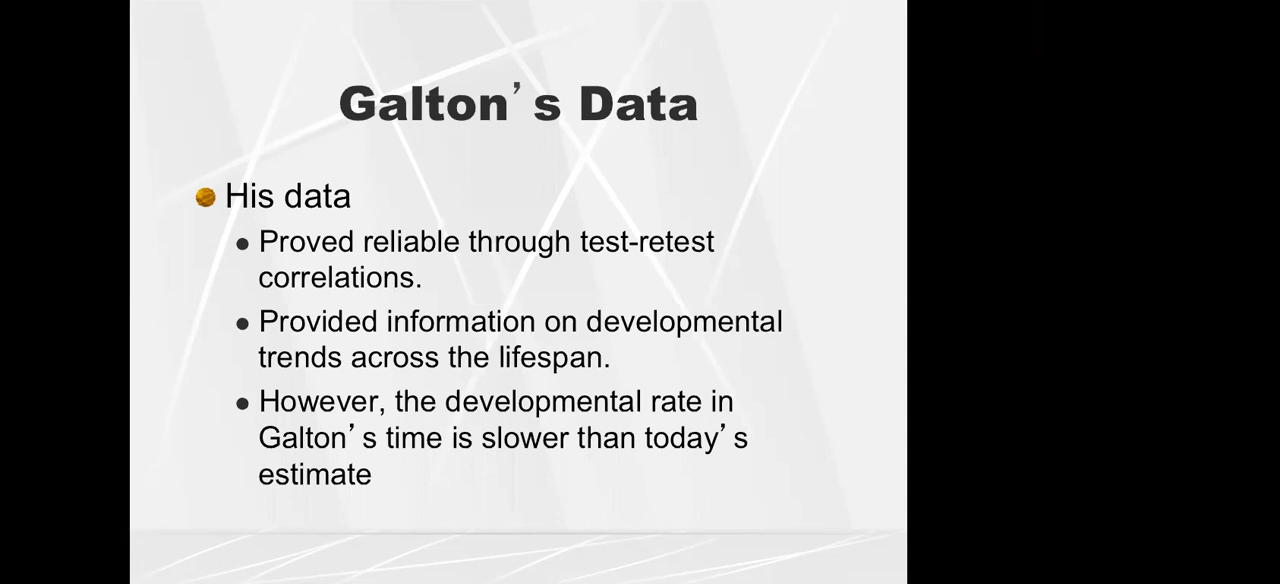 Galton’s Data
His data
Proved reliable through test-retest
correlations.
Provided information on developmental
trends across the lifespan.
However, the developmental rate in
Galton’s time is slower than today’s
estimate